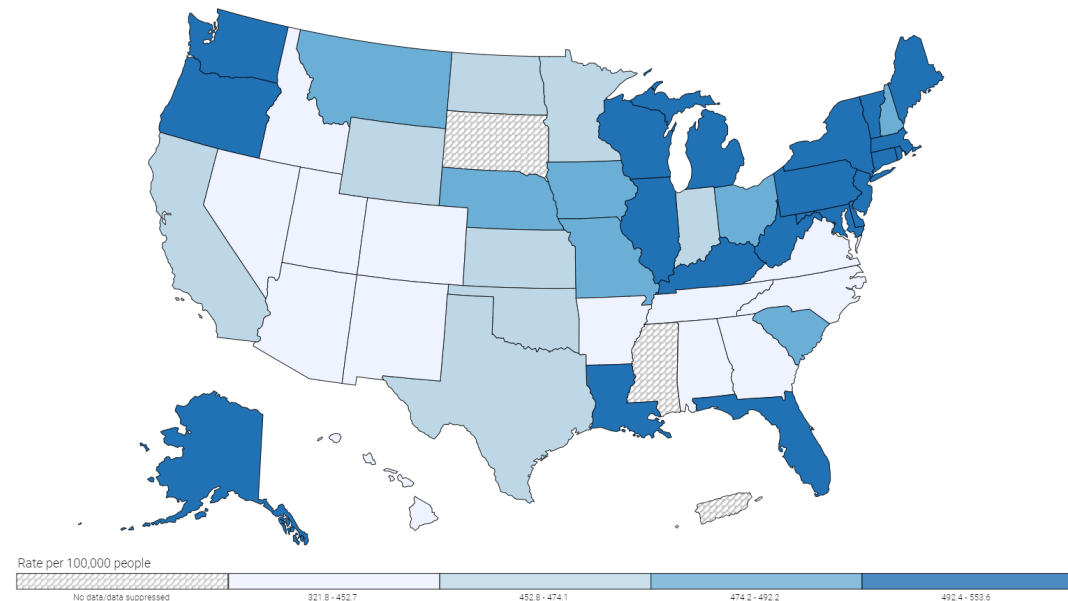 Rate per 100,000 people
No data/data suppressed
321.8 - 452.7
452.8 - 474.1
474.2 - 492.2
492.4 - 553.6